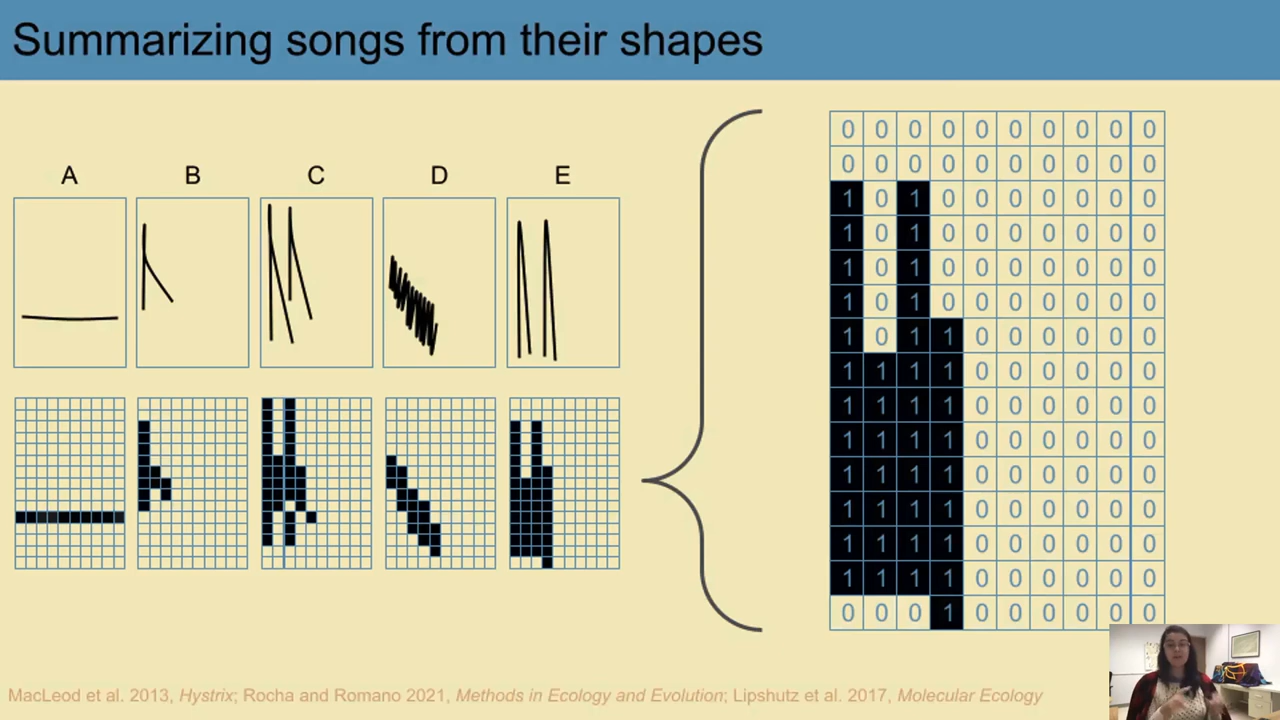 Summarizing songs from their shapes
A B C D E
0 0 0 0 0 0 0 0 0 0
0 0 0 0 0 0 0 0 0 0
1 0 1 0 0 0 0 0 0 0
1 0 1 0 0 0 0 0 0 0
1 0 1 0 0 0 0 0 0 0
1 0 1 0 0 0 0 0 0 0
1 0 1 1 0 0 0 0 0 0
1 1 1 1 0 0 0 0 0 0
1 1 1 1 0 0 0 0 0 0
1 1 1 1 0 0 0 0 0 0
1 1 1 1 0 0 0 0 0 0
1 1 1 1 0 0 0 0 0 0
1 1 1 1 0 0 0 0 0 0
1 1 1 1 0 0 0 0 0 0
0 0 0 1 0 0 0 0 0 0
MacLeod et al. 2013, Hystrix; Rocha and Romano 2021, Methods in Ecology and Evolution; Lipshutz et al. 2017, Molecular Ecology